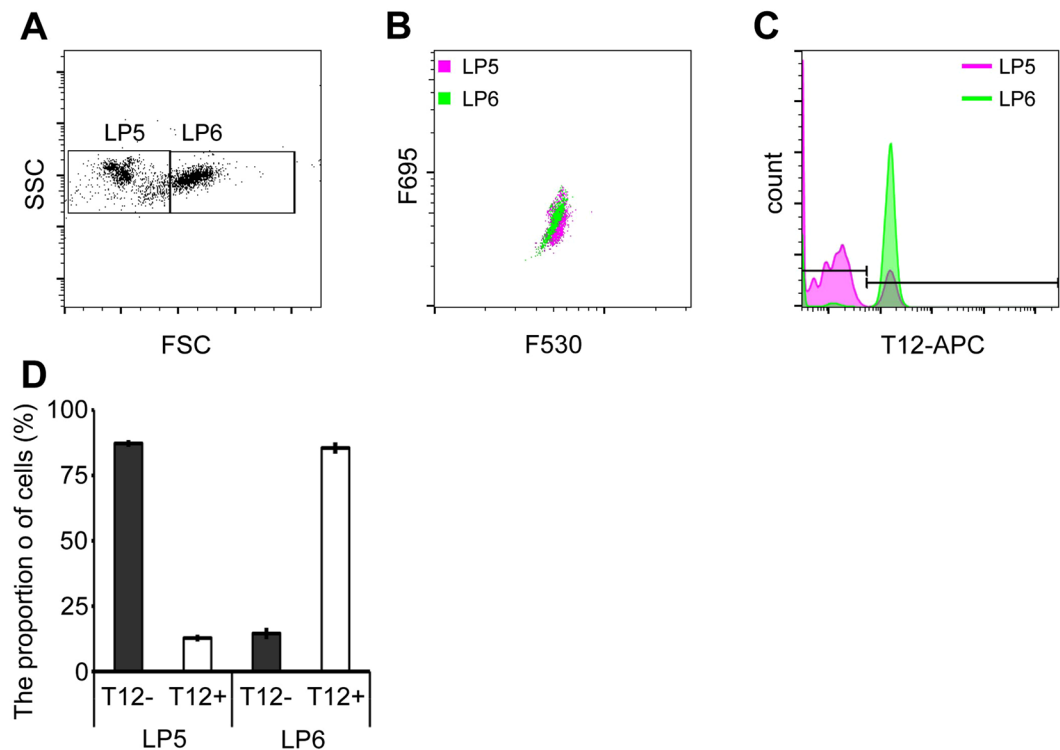 A
LP5 LP6
SSC
FSC
B
LP5
LP6
F695
F530
C
LP5
LP6
count
T12-APC
D
The proportion o of cells (%)
100
75
50
25
0
T12- T12+ T12- T12+
LP5 LP6